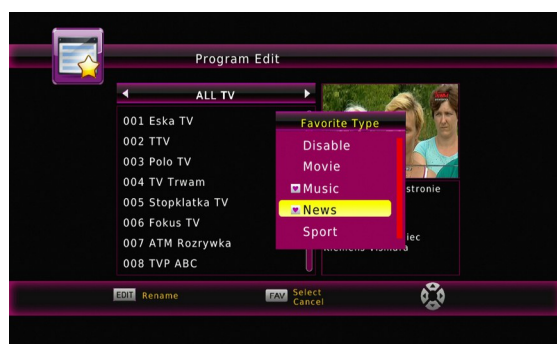 Program Edit
ALL TV
001 Eska TV
002 TTV
003 Polo TV
004 TV Trwam
005 Stopklatka TV
006 Fokus TV
007 ATM Rozrywka
008 TVP ABC
Favorite Type
Disable
Movie
Music
News
Sport
stronie
iec
EDIT Rename
FAV Select
Cancel